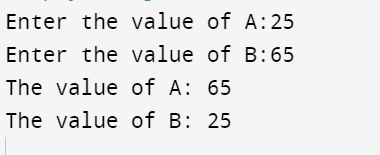 Enter the value of A:25
Enter the value of B:65
The value of A: 65
The value of B: 25